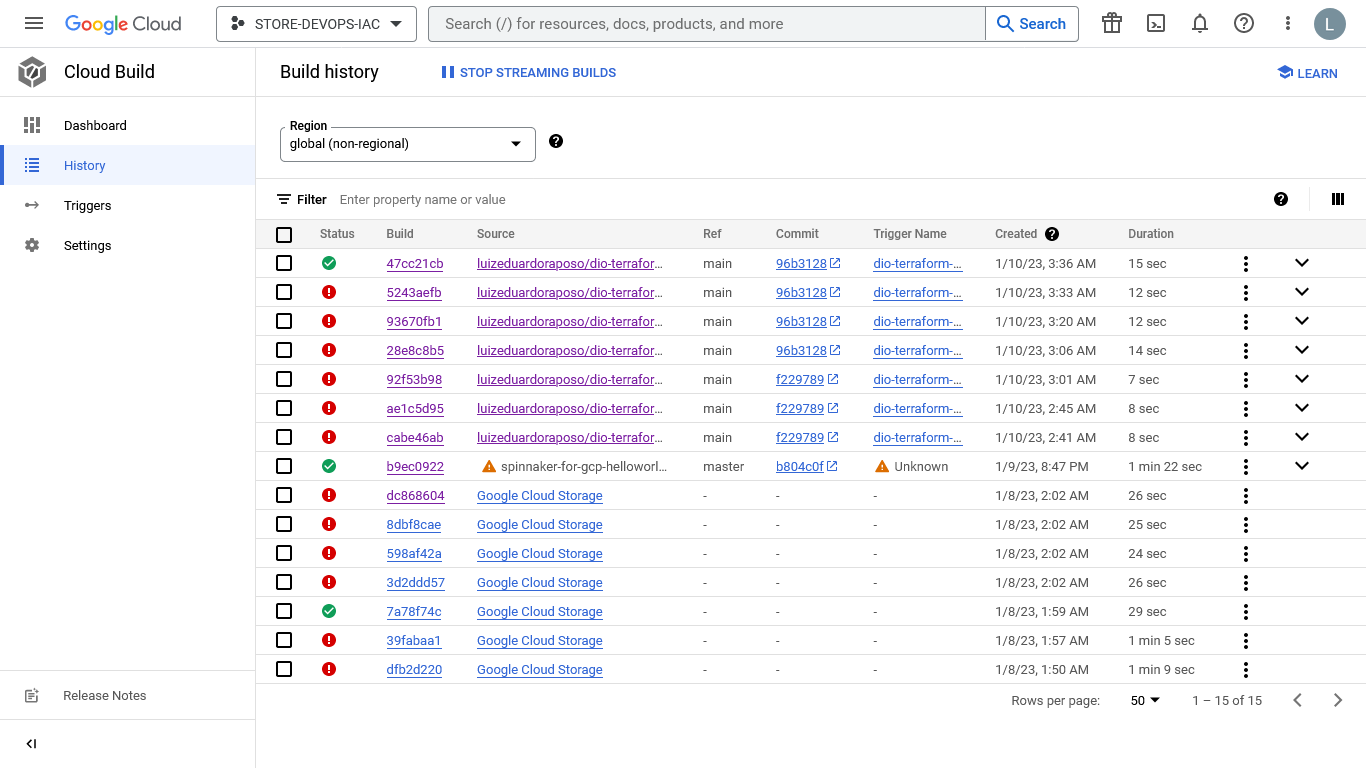 Google Cloud
STORE-DEVOPS-IAC
Search (/) for resources, docs, products, and more
Search
L
Cloud Build
Build history
STOP STREAMING BUILDS
LEARN
Dashboard
History
Triggers
Settings
Release Notes
Region
global (non-regional)
Filter Enter property name or value
Status Build Source Ref Commit Trigger Name Created Duration
47cc21cb luizeduardoraposo/dio-terrafor... main 96b3128 dio-terraform-... 1/10/23, 3:36 AM 15 sec
5243aefb luizeduardoraposo/dio-terrafor... main 96b3128 dio-terraform-... 1/10/23, 3:33 AM 12 sec
93670fb1 luizeduardoraposo/dio-terrafor... main 96b3128 dio-terraform-... 1/10/23, 3:20 AM 12 sec
28e8c8b5 luizeduardoraposo/dio-terrafor... main 96b3128 dio-terraform-... 1/10/23, 3:06 AM 14 sec
92f53b98 luizeduardoraposo/dio-terrafor... main f229789 dio-terraform-... 1/10/23, 3:01 AM 7 sec
ae1c5d95 luizeduardoraposo/dio-terrafor... main f229789 dio-terraform-... 1/10/23, 2:45 AM 8 sec
cabe46ab luizeduardoraposo/dio-terrafor... main f229789 dio-terraform-... 1/10/23, 2:41 AM 8 sec
b9ec0922 spinnaker-for-gcp-helloworl... master b804c0f Unknown 1/9/23, 8:47 PM 1 min 22 sec
dc868604 Google Cloud Storage - - - 1/8/23, 2:02 AM 26 sec
8dbf8cae Google Cloud Storage - - - 1/8/23, 2:02 AM 25 sec
598af42a Google Cloud Storage - - - 1/8/23, 2:02 AM 24 sec
3d2ddd57 Google Cloud Storage - - - 1/8/23, 2:02 AM 26 sec
7a78f74c Google Cloud Storage - - - 1/8/23, 1:59 AM 29 sec
39fabaa1 Google Cloud Storage - - - 1/8/23, 1:57 AM 1 min 5 sec
dfb2d220 Google Cloud Storage - - - 1/8/23, 1:50 AM 1 min 9 sec
Rows per page: 50 1 – 15 of 15